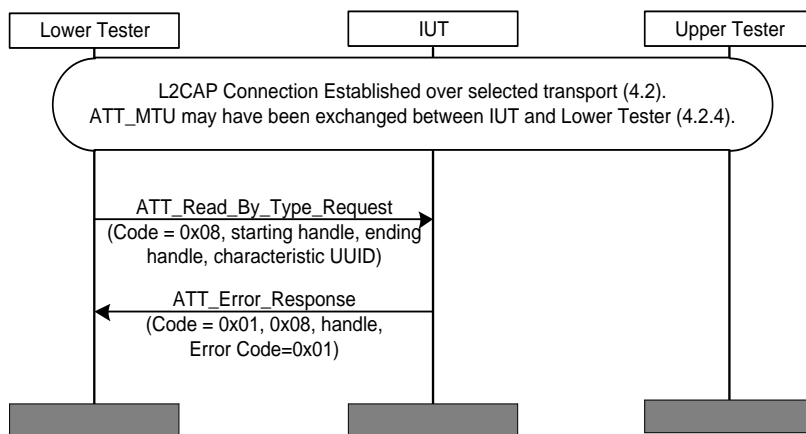 Lower Tester
IUT
Upper Tester
L2CAP Connection Established over selected transport (4.2).
ATT_MTU may have been exchanged between IUT and Lower Tester (4.2.4).
ATT_Read_By_Type_Request
(Code = 0x08, starting handle, ending
handle, characteristic UUID)
ATT_Error_Response
(Code = 0x01, 0x08, handle,
Error Code=0x01)